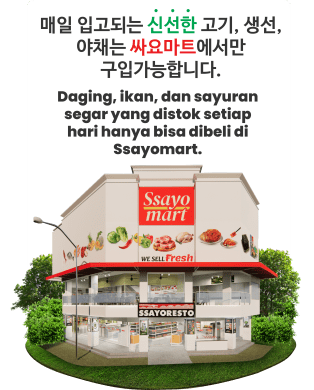 매일 입고되는 신선한 고기, 생선,
야채는 싸요마트에서만
구입가능합니다.
Daging, ikan, dan sayuran
segar yang distok setiap
hari hanya bisa dibeli di
Ssayomart.
Ssayo
mart
WE SELL Fresh
SSAYORESTO